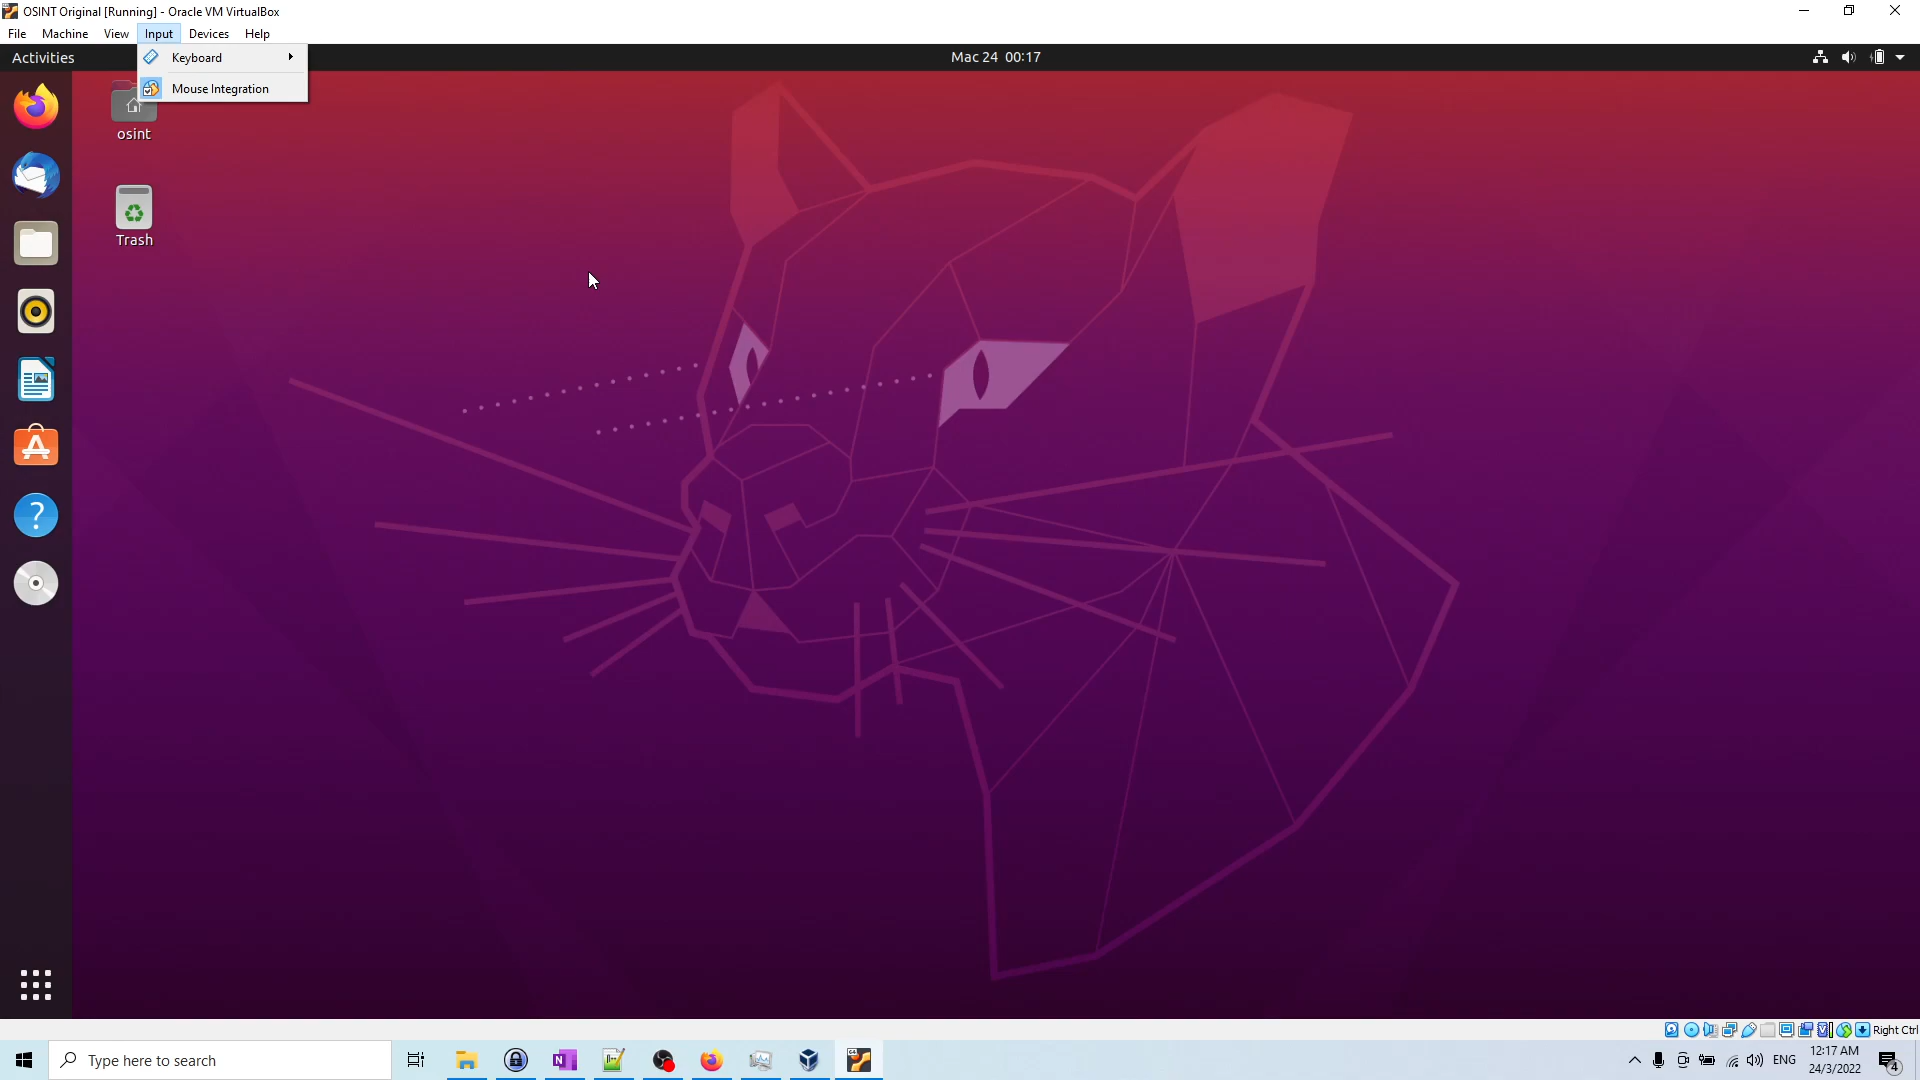 OSINT Original [Running] - Oracle VM VirtualBox
File Machine View Input Devices Help
Keyboard
Mouse Integration
Activities
Mac 24 00:17
osint
Trash
Right Ctrl
Type here to search
ENG
12:17 AM
24/3/2022
4